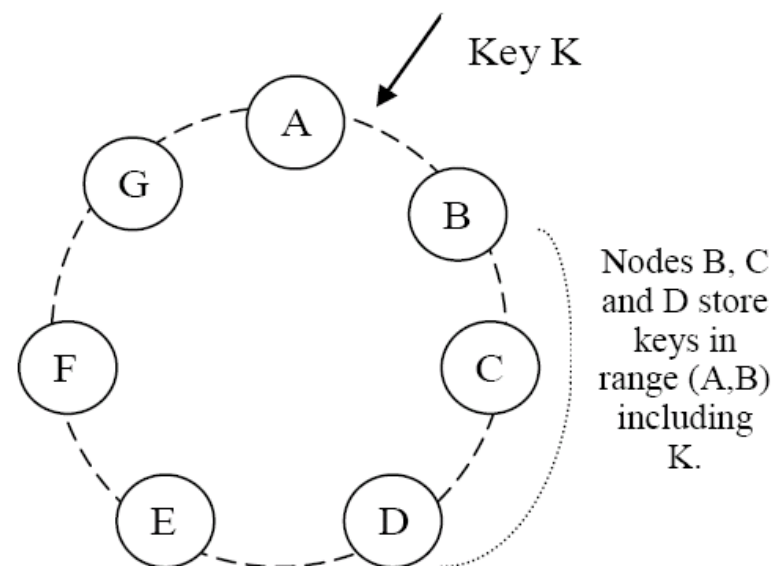 Key K
A
G
B
Nodes B, C
and D store
keys in
range (A,B)
including
K.
F
C
E
D